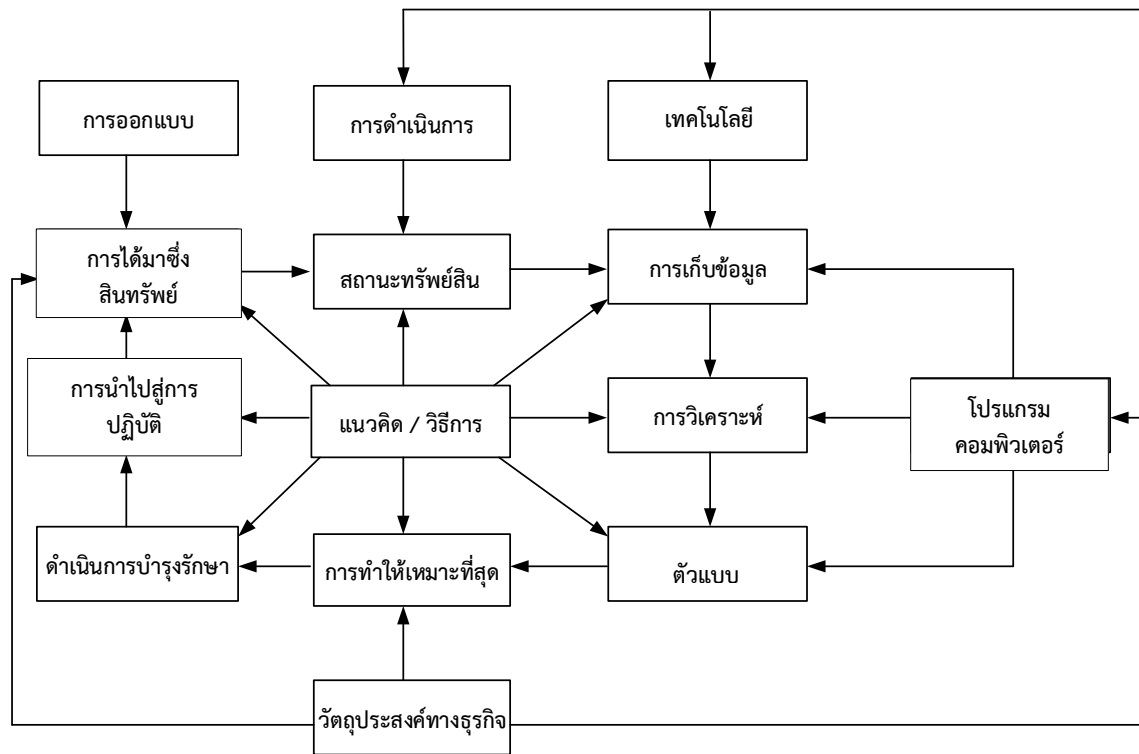 การออกแบบ
การดำเนินการ
เทคโนโลยี
การได้มาซึ่ง
สินทรัพย์
สถานะทรัพย์สิน
การเก็บข้อมูล
การนำไปสู่การ
ปฏิบัติ
แนวคิด / วิธีการ
การวิเคราะห์
โปรแกรม
คอมพิวเตอร์
ดำเนินการบำรุงรักษา
การทำให้เหมาะที่สุด
ตัวแบบ
วัตถุประสงค์ทางธุรกิจ